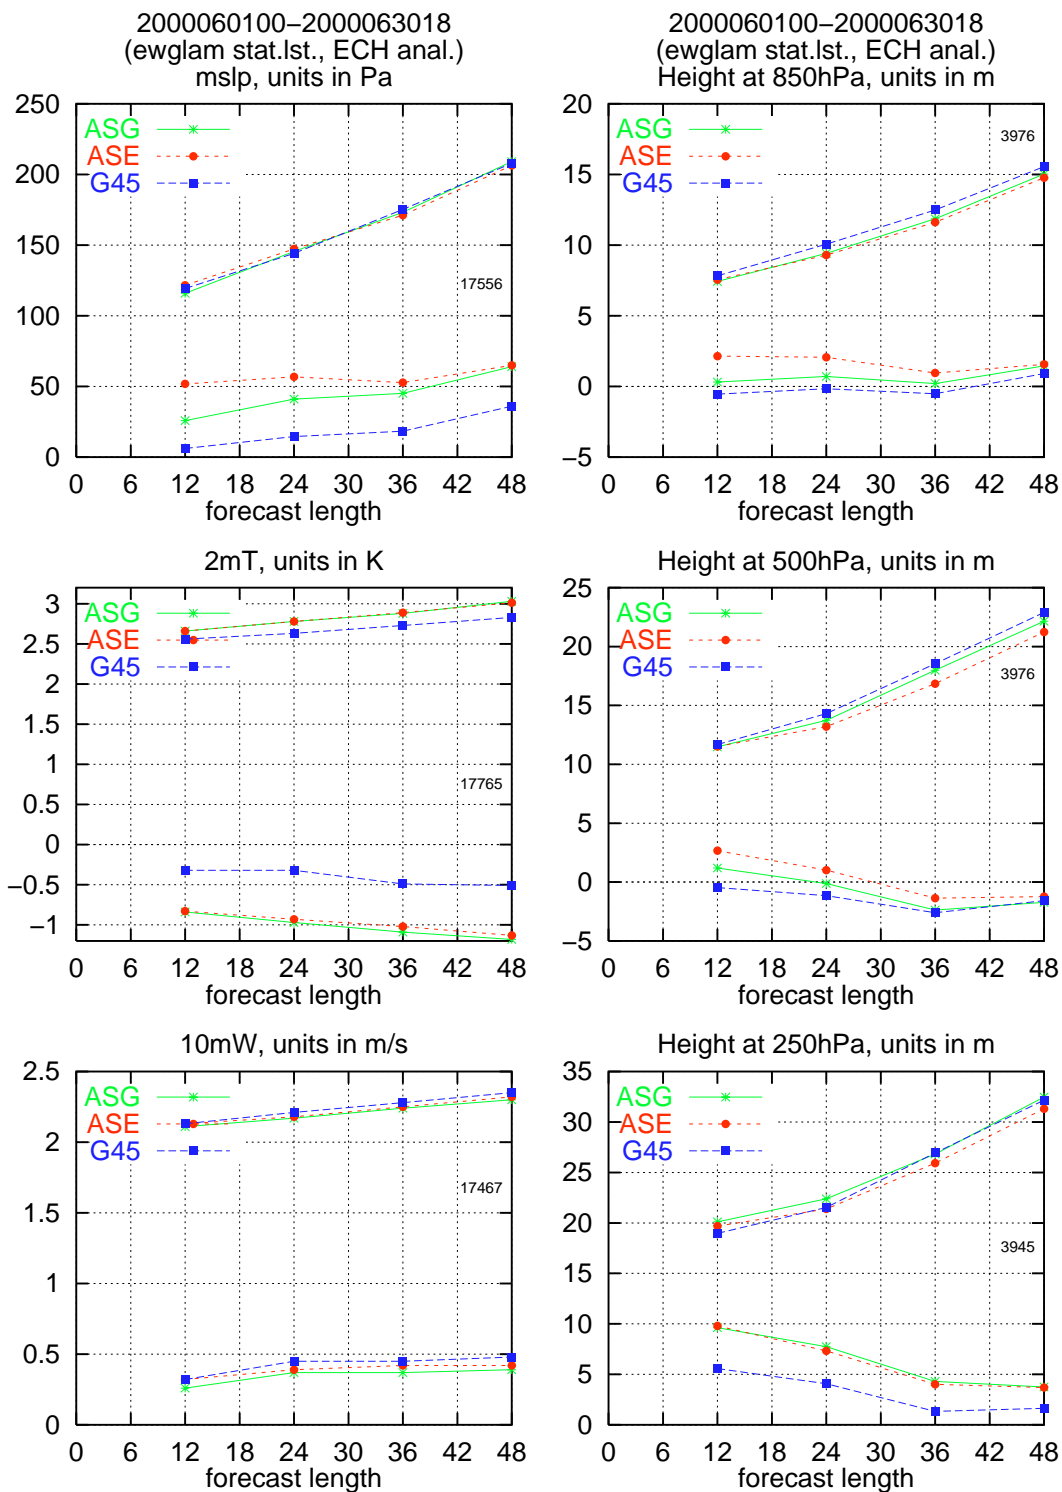 2000060100−2000063018
(ewglam stat.lst., ECH anal.)
mslp, units in Pa
250
200
150
100
50
0
ASG
ASE
G45
17556
0 6 12 18 24 30 36 42 48
forecast length
2000060100−2000063018
(ewglam stat.lst., ECH anal.)
Height at 850hPa, units in m
20
15
10
5
0
−5
ASG
ASE
G45
3976
0 6 12 18 24 30 36 42 48
forecast length
2mT, units in K
3
2.5
2
1.5
1
0.5
0
−0.5
−1
ASG
ASE
G45
17765
0 6 12 18 24 30 36 42 48
forecast length
Height at 500hPa, units in m
25
20
15
10
5
0
−5
ASG
ASE
G45
3976
0 6 12 18 24 30 36 42 48
forecast length
10mW, units in m/s
2.5
2
1.5
1
0.5
0
ASG
ASE
G45
17467
0 6 12 18 24 30 36 42 48
forecast length
Height at 250hPa, units in m
35
30
25
20
15
10
5
0
ASG
ASE
G45
3945
0 6 12 18 24 30 36 42 48
forecast length